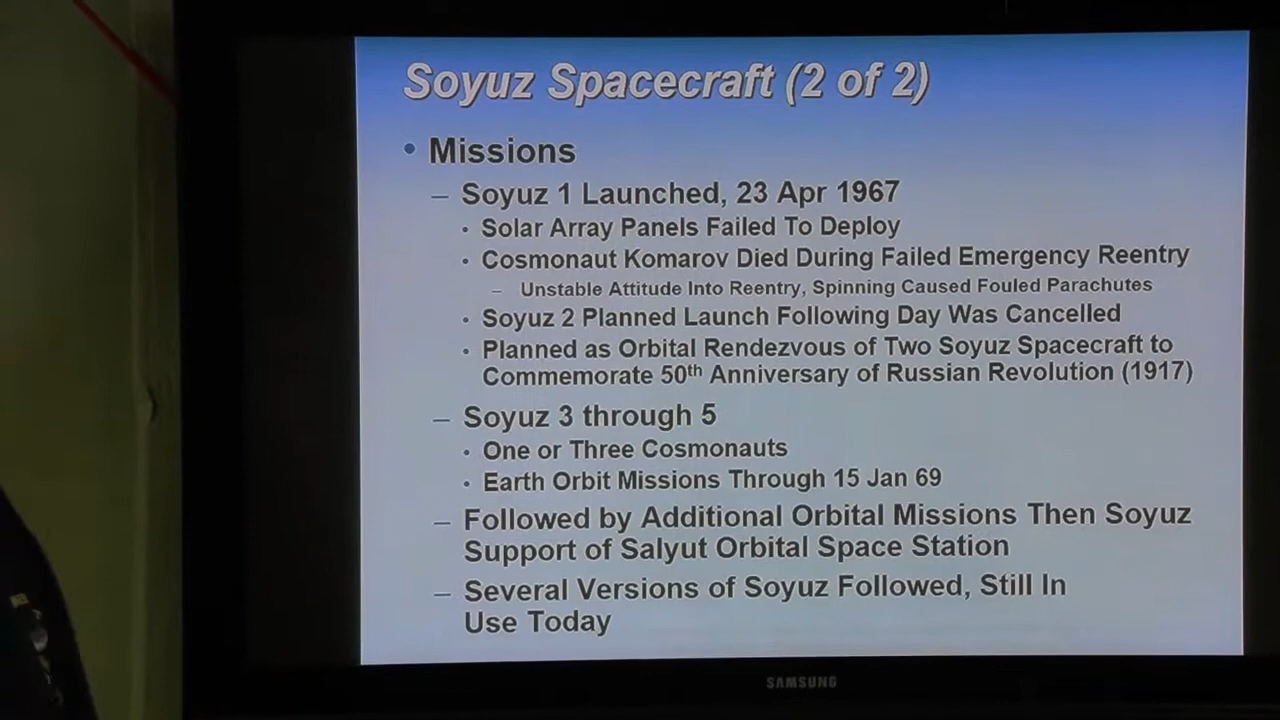 Soyuz Spacecraft (2 of 2)
• Missions
– Soyuz 1 Launched, 23 Apr 1967
• Solar Array Panels Failed To Deploy
• Cosmonaut Komarov Died During Failed Emergency Reentry
– Unstable Attitude Into Reentry, Spinning Caused Fouled Parachutes
• Soyuz 2 Planned Launch Following Day Was Cancelled
• Planned as Orbital Rendezvous of Two Soyuz Spacecraft to
Commemorate 50th Anniversary of Russian Revolution (1917)
– Soyuz 3 through 5
• One or Three Cosmonauts
• Earth Orbit Missions Through 15 Jan 69
– Followed by Additional Orbital Missions Then Soyuz
Support of Salyut Orbital Space Station
– Several Versions of Soyuz Followed, Still In
Use Today
SAMSUNG